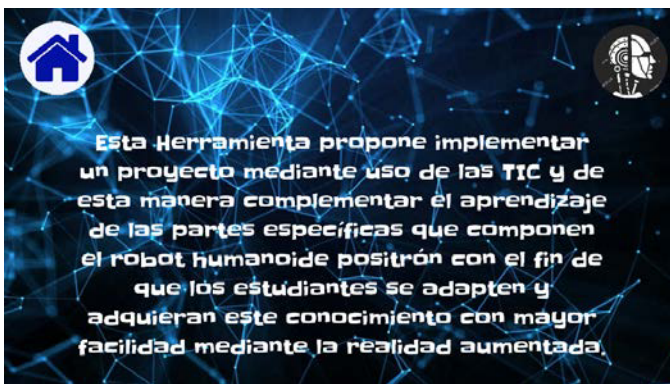 Esta Herramienta propone implementar
un proyecto mediante uso de las TIC y de
esta manera complementar el aprendizaje
de las partes específicas que componen
el robot humanoide positrón con el fin de
que los estudiantes se adapten y
adquieran este conocimiento con mayor
facilidad mediante la realidad aumentada.